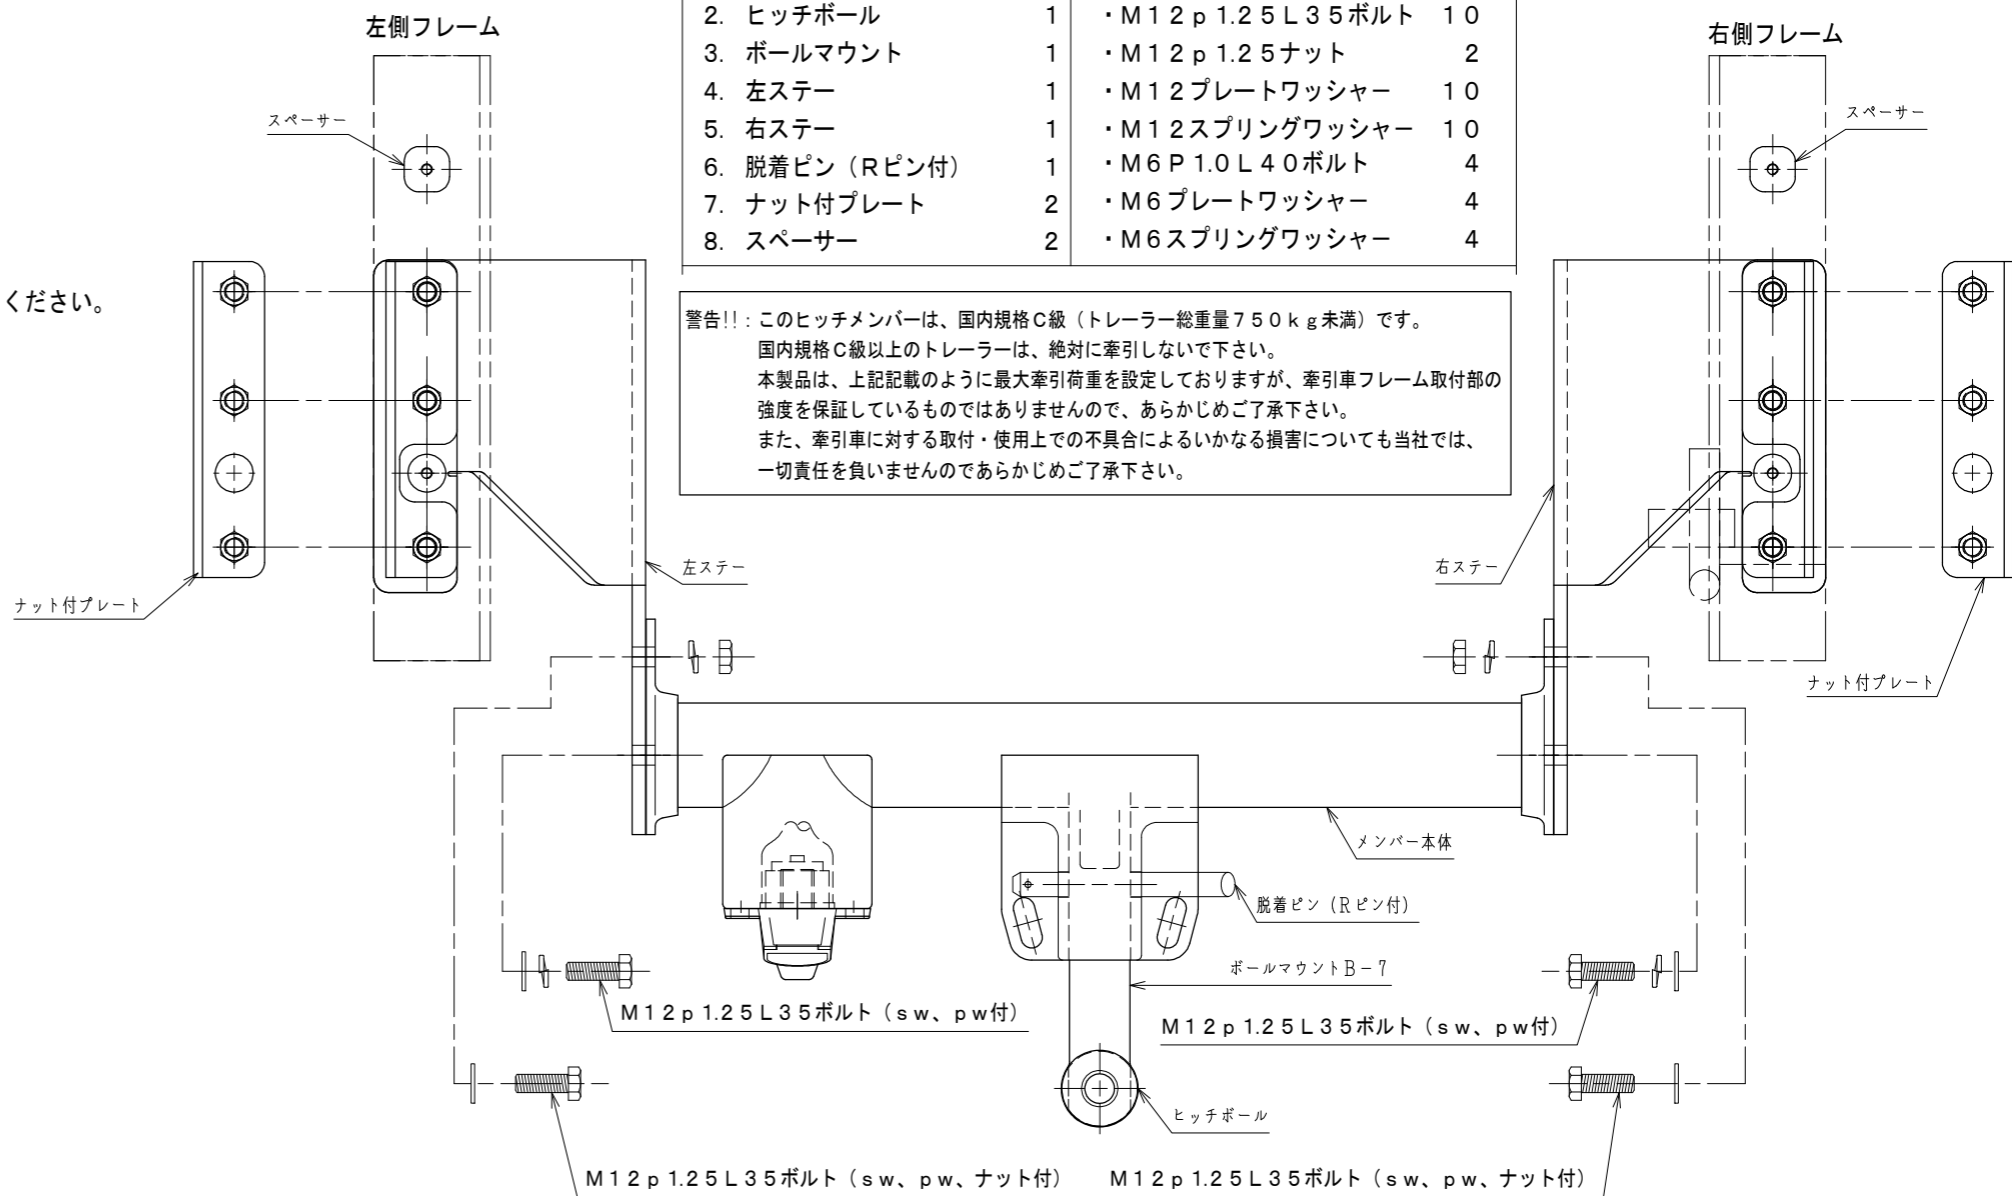 2. ヒッチボール 1
3. ボールマウント 1
4. 左ステー 1
5. 右ステー 1
6. 脱着ピン（Rピン付） 1
7. ナット付プレート 2
8. スペーサー 2
・M12p1.25L35ボルト 10
・M12p1.25ナット 2
・M12プレートワッシャー 10
・M12スプリングワッシャー 10
・M6P1.0L40ボルト 4
・M6プレートワッシャー 4
・M6スプリングワッシャー 4
左側フレーム
右側フレーム
スペーサー
スペーサー
ください。
警告!!：このヒッチメンバーは、国内規格C級（トレーラー総重量750kg未満）です。
国内規格C級以上のトレーラーは、絶対に牽引しないで下さい。
本製品は、上記記載のように最大牽引荷重を設定しておりますが、牽引車フレーム取付部の
強度を保証しているものではありませんので、あらかじめご了承下さい。
また、牽引車に対する取付・使用上での不具合によるいかなる損害についても当社では、
一切責任を負いませんのであらかじめご了承下さい。
左ステー
右ステー
ナット付プレート
ナット付プレート
メンバー本体
脱着ピン（Rピン付）
ボールマウントB－7
M12p1.25L35ボルト（sw、pw付）
M12p1.25L35ボルト（sw、pw付）
ヒッチボール
M12p1.25L35ボルト（sw、pw、ナット付）
M12p1.25L35ボルト（sw、pw、ナット付）